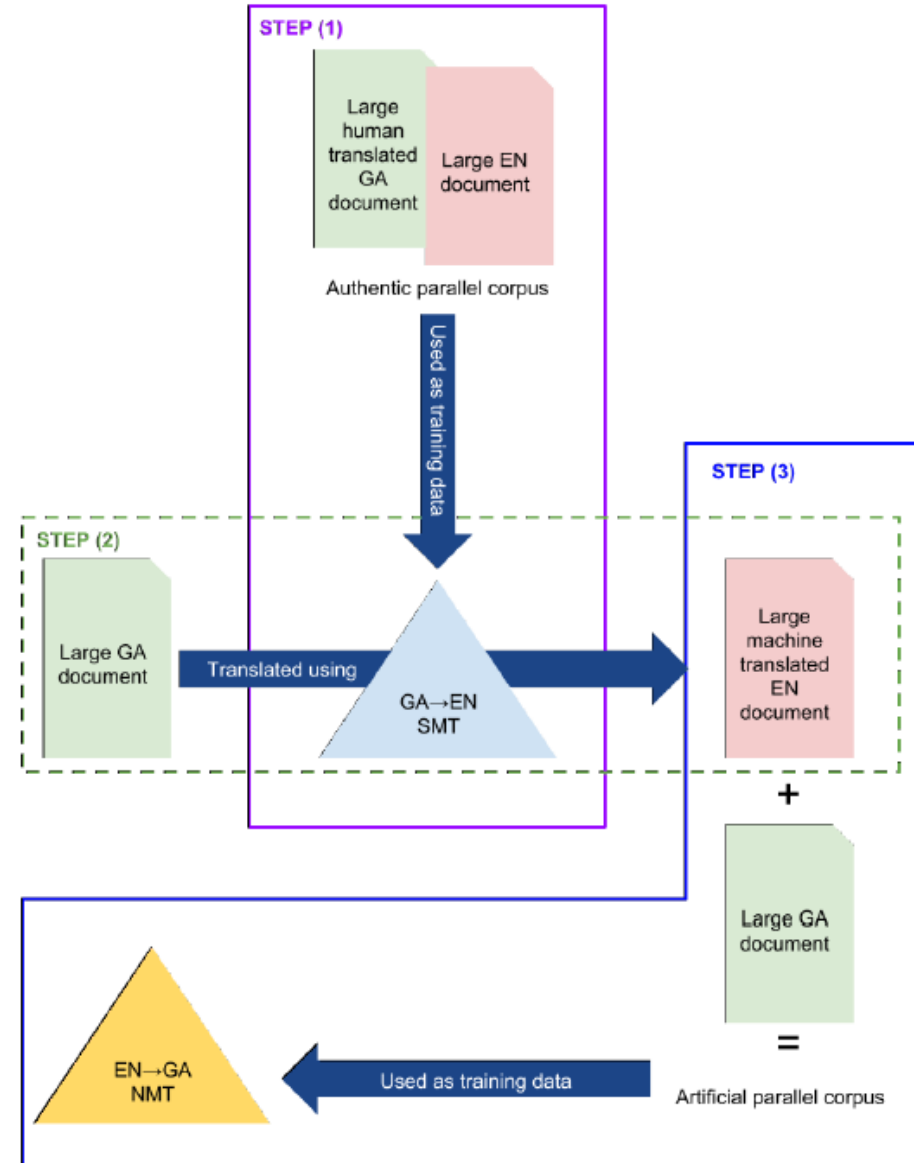 STEP (1)
Large
human
translated
GA
document
Large EN
document
Authentic parallel corpus
Used as training data
STEP (3)
STEP (2)
Large GA
document
Translated using
GA→EN
SMT
Large
machine
translated
EN
document
+
Large GA
document
=
EN→GA
NMT
Used as training data
Artificial parallel corpus